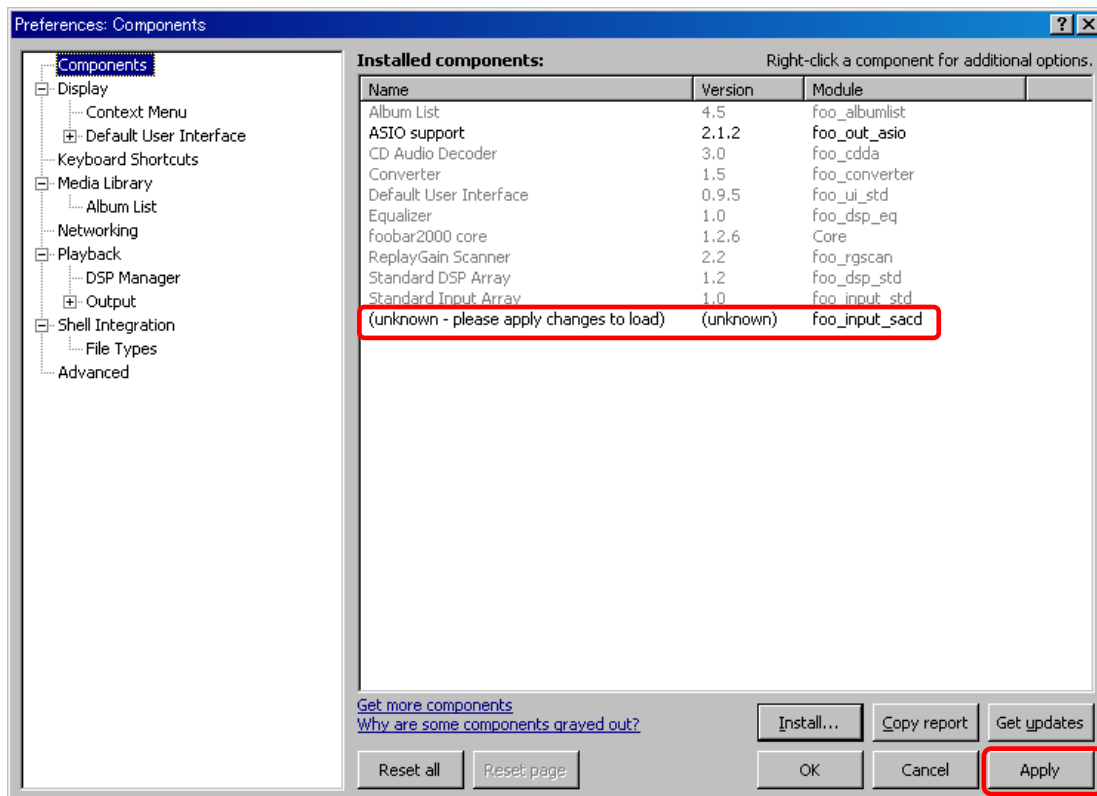 Preferences: Components
Components
Display
Context Menu
Default User Interface
Keyboard Shortcuts
Media Library
Album List
Networking
Playback
DSP Manager
Output
Shell Integration
File Types
Advanced
Installed components: Right-click a component for additional options.
Name Version Module
Album List 4.5 foo_albumlist
ASIO support 2.1.2 foo_out_asio
CD Audio Decoder 3.0 foo_cdda
Converter 1.5 foo_converter
Default User Interface 0.9.5 foo_ui_std
Equalizer 1.0 foo_dsp_eq
foobar2000 core 1.2.6 Core
ReplayGain Scanner 2.2 foo_rgscan
Standard DSP Array 1.2 foo_dsp_std
Standard Input Array 1.0 foo_input_std
(unknown - please apply changes to load) (unknown) foo_input_sacd
Get more components
Why are some components grayed out?
Install... Copy report Get updates
Reset all Reset page OK Cancel Apply